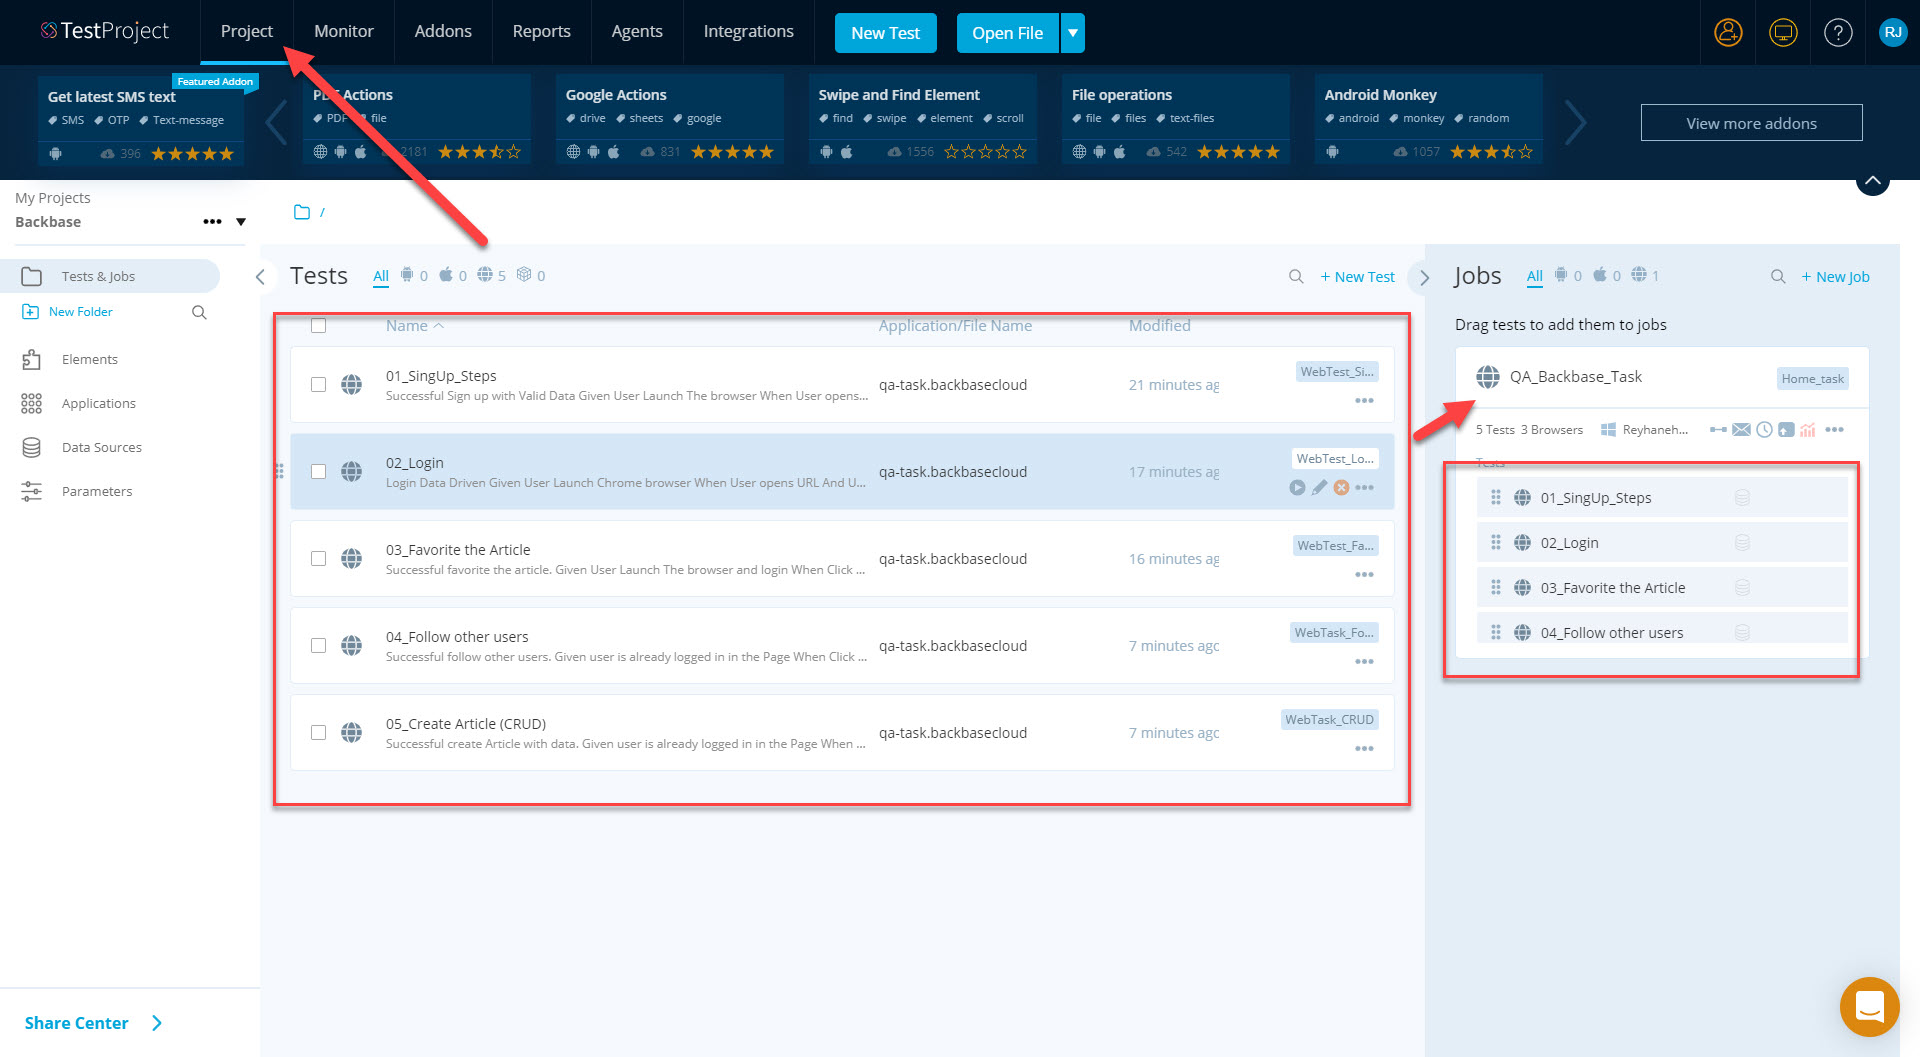 TestProject
Project
Monitor
Addons
Reports
Agents
Integrations
New Test
Open File
?
RJ
Featured Addon
Get latest SMS text
SMS OTP Text-message
396
Actions
PDF file
2181
Google Actions
drive sheets google
831
Swipe and Find Element
find swipe element scroll
1556
File operations
file files text-files
542
Android Monkey
android monkey random
1057
View more addons
My Projects
Backbase
Tests & Jobs
New Folder
Elements
Applications
Data Sources
Parameters
Share Center
/
Tests All 0 0 5 0
+ New Test
Name Application/File Name Modified
01_SingUp_Steps
Successful Sign up with Valid Data Given User Launch The browser When User opens...
qa-task.backbasecloud
21 minutes ag
WebTest_Si...
02_Login
Login Data Driven Given User Launch Chrome browser When User opens URL And U...
qa-task.backbasecloud
17 minutes ag
WebTest_Lo...
03_Favorite the Article
Successful favorite the article. Given User Launch The browser and login When Click ...
qa-task.backbasecloud
16 minutes ag
WebTest_Fa...
04_Follow other users
Successful follow other users. Given user is already logged in in the Page When Click ...
qa-task.backbasecloud
7 minutes agc
WebTask_Fo...
05_Create Article (CRUD)
Successful create Article with data. Given user is already logged in in the Page When ...
qa-task.backbasecloud
7 minutes agc
WebTask_CRUD
Jobs All 0 0 1
+ New Job
Drag tests to add them to jobs
QA_Backbase_Task
Home_task
5 Tests 3 Browsers Reyhaneh...
Tests
01_SingUp_Steps
02_Login
03_Favorite the Article
04_Follow other users